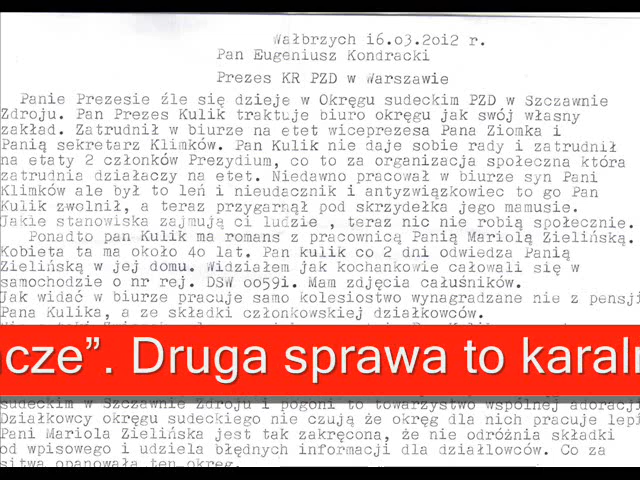 Wałbrzych i6.o3.2oi2 r.
Pan Eugeniusz Kondracki
Prezes KR PZD w Warszawie
Panie Prezesie źle się dzieje w Okręgu sudeckim PZD w Szczawnie
Zdroju. Pan Prezes Kulik traktuje biuro okręgu jak swój własny
zakład. Zatrudnił w biurze na etet wiceprezesa Pana Ziomka i
Panią sekretarz Klimków. Pan Kulik nie daje sobie rady i zatrudnił
na etaty 2 członków Prezydium, co to za organizacja społeczna która
zatrudnia działaczy na etet. Niedawno pracował w biurze syn Pani
Klimków ale był to leń i nieudacznik i antyzwiązkowiec to go Pan
Kulik zwolnił, a teraz przygarnął pod skrzydełka jego mamusie.
Jakie stanowiska zajmują ci ludzie , teraz nic nie robią społecznie.
Ponadto pan Kulik ma romans z pracownicą Panią Mariolą Zielińską.
Kobieta ta ma około 4o lat. Pan kulik co 2 dni odwiedza Panią
Zielińską w jej domu. Widziałem jak kochankowie całowali się w
samochodzie o nr rej. DSW oo59i. Mam zdjęcia całuśników.
Jak widać w biurze pracuje samo kolesiostwo wynagradzane nie z pensji
Pana Kulika, a ze składki członkowskiej działkowców.
cze”. Druga sprawa to karaln
sudeckim w Szczawnie Zdroju i pogoni to towarzystwo wspólnej adoracji
Działkowcy okręgu sudeckiego nie czują że okręg dla nich pracuje lepi
Pani Mariola Zielińska jest tak zakręcona, że nie odróżnia składki
od wpisowego i udziela błędnych informacji dla działłowców. Co za
sitwa opanowała ten okręg.